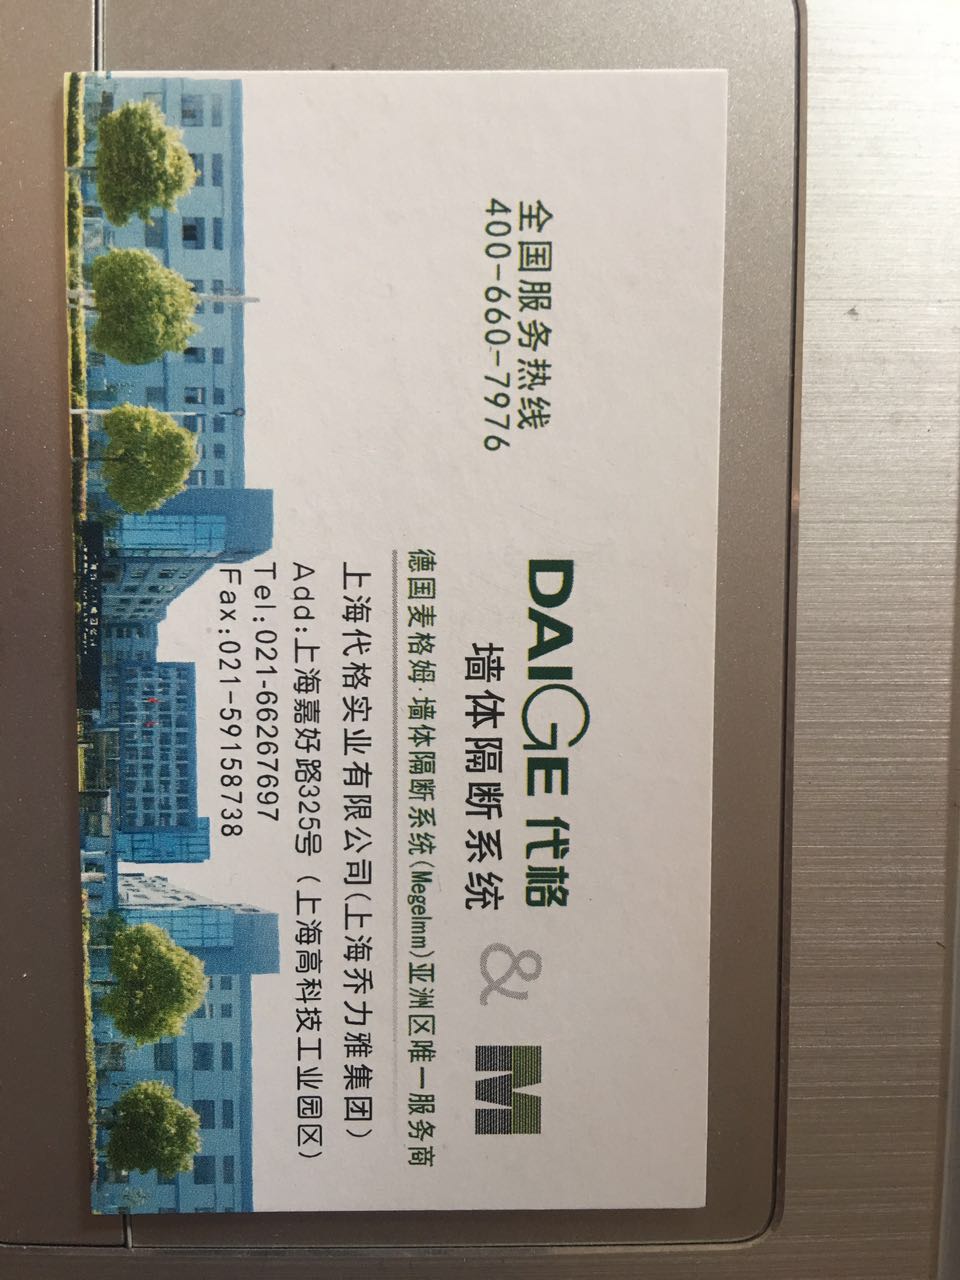 全国服务热线
400-660-7976
DAIGE 代格
墙体隔断系统
&
M
德国麦格姆·墙体隔断系统(Megelmm)亚洲区唯一服务商
上海代格实业有限公司(上海乔力雅集团)
Add:上海嘉好路325号（上海高科技工业园区）
Tel:021-66267697
Fax:021-59158738